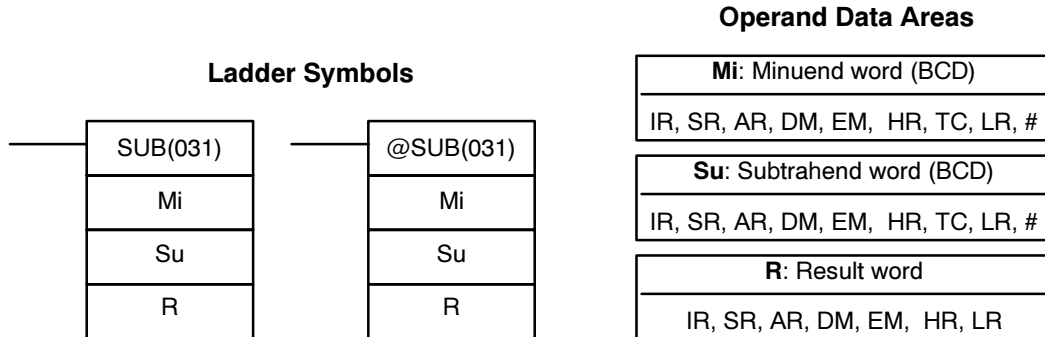 Ladder Symbols
SUB(031)
Mi
Su
R
@SUB(031)
Mi
Su
R
Operand Data Areas
Mi: Minuend word (BCD)
IR, SR, AR, DM, EM, HR, TC, LR, #
Su: Subtrahend word (BCD)
IR, SR, AR, DM, EM, HR, TC, LR, #
R: Result word
IR, SR, AR, DM, EM, HR, LR